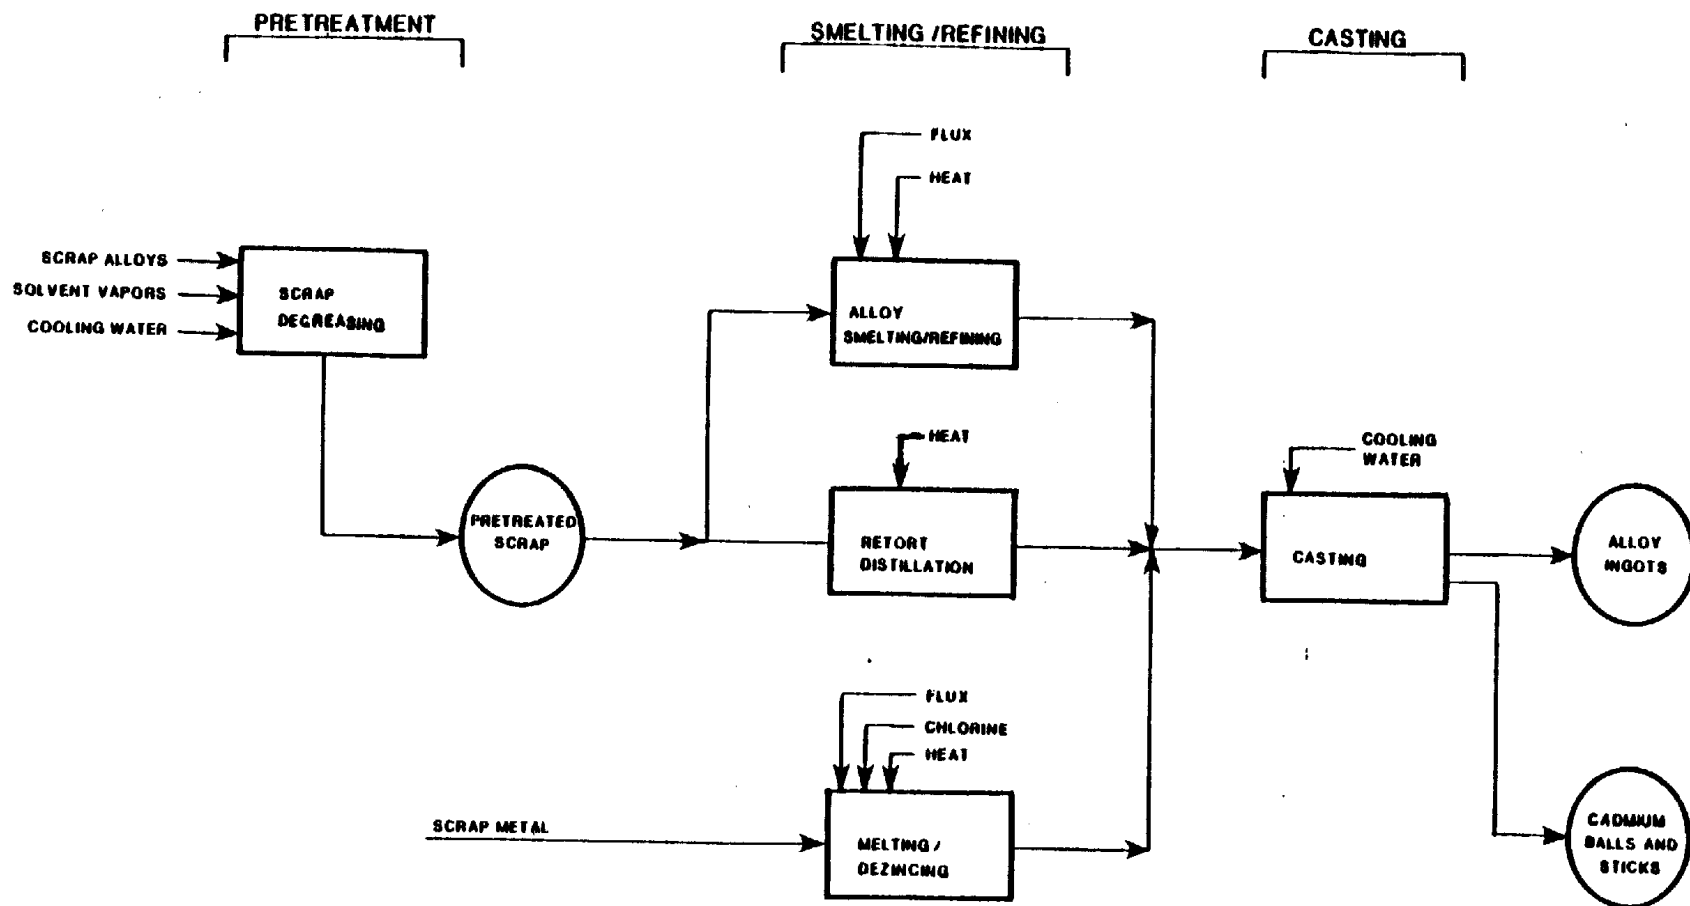 PRETREATMENT
SMELTING /REFINING
CASTING
FLUX
HEAT
SCRAP ALLOYS
SOLVENT VAPORS
COOLING WATER
SCRAP
DEGREASING
ALLOY
SMELTING/REFINING
HEAT
COOLING
WATER
PRETREATED
SCRAP
RETORT
DISTILLATION
CASTING
ALLOY
INGOTS
FLUX
CHLORINE
HEAT
SCRAP METAL
MELTING /
DEZINCING
CADMIUM
BALLS AND
STICKS